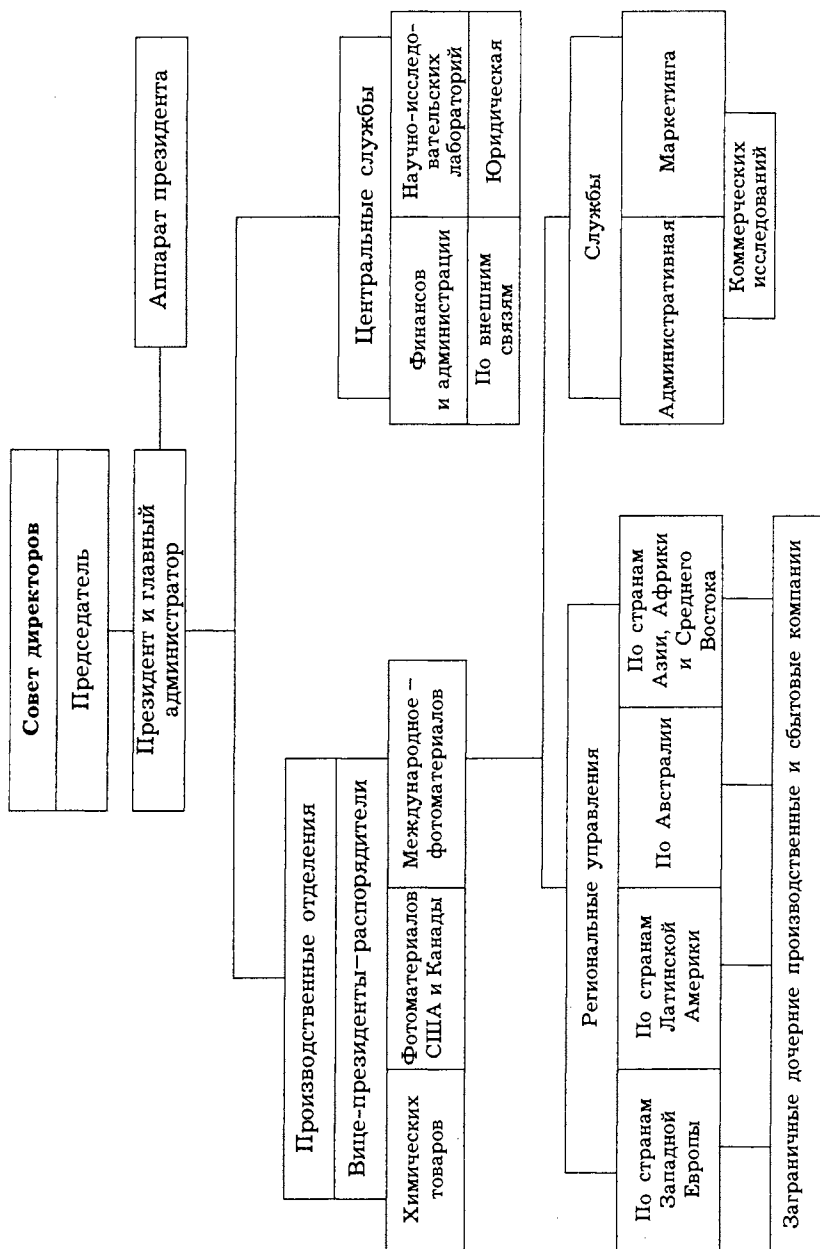 Совет директоров
Председатель
Президент и главный
администратор
Аппарат президента
Производственные отделения
Вице-президенты-распорядители
Химических
товаров
Фотоматериалов
США и Канады
Международное —
фотоматериалов
Центральные службы
Финансов
и администрации
Научно-исследо-
вательских
лабораторий
По внешним
связям
Юридическая
Региональные управления
По странам
Западной
Европы
По странам
Латинской
Америки
По Австралии
По странам
Азии, Африки
и Среднего
Востока
Службы
Административная
Маркетинга
Коммерческих
исследований
Заграничные дочерние производственные и сбытовые компании